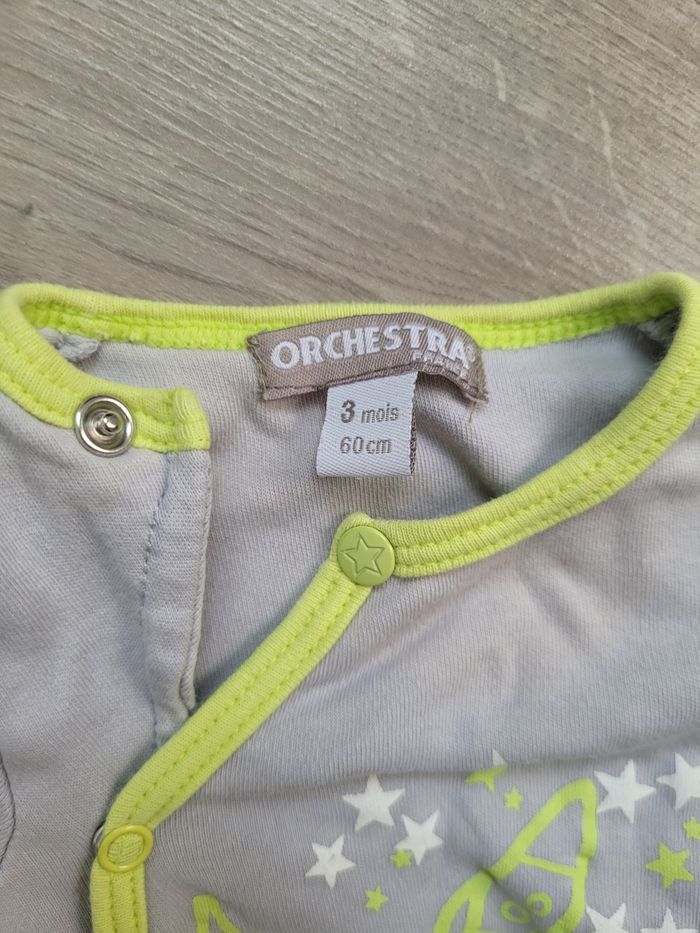 ORCHESTRA
3 mois
60cm